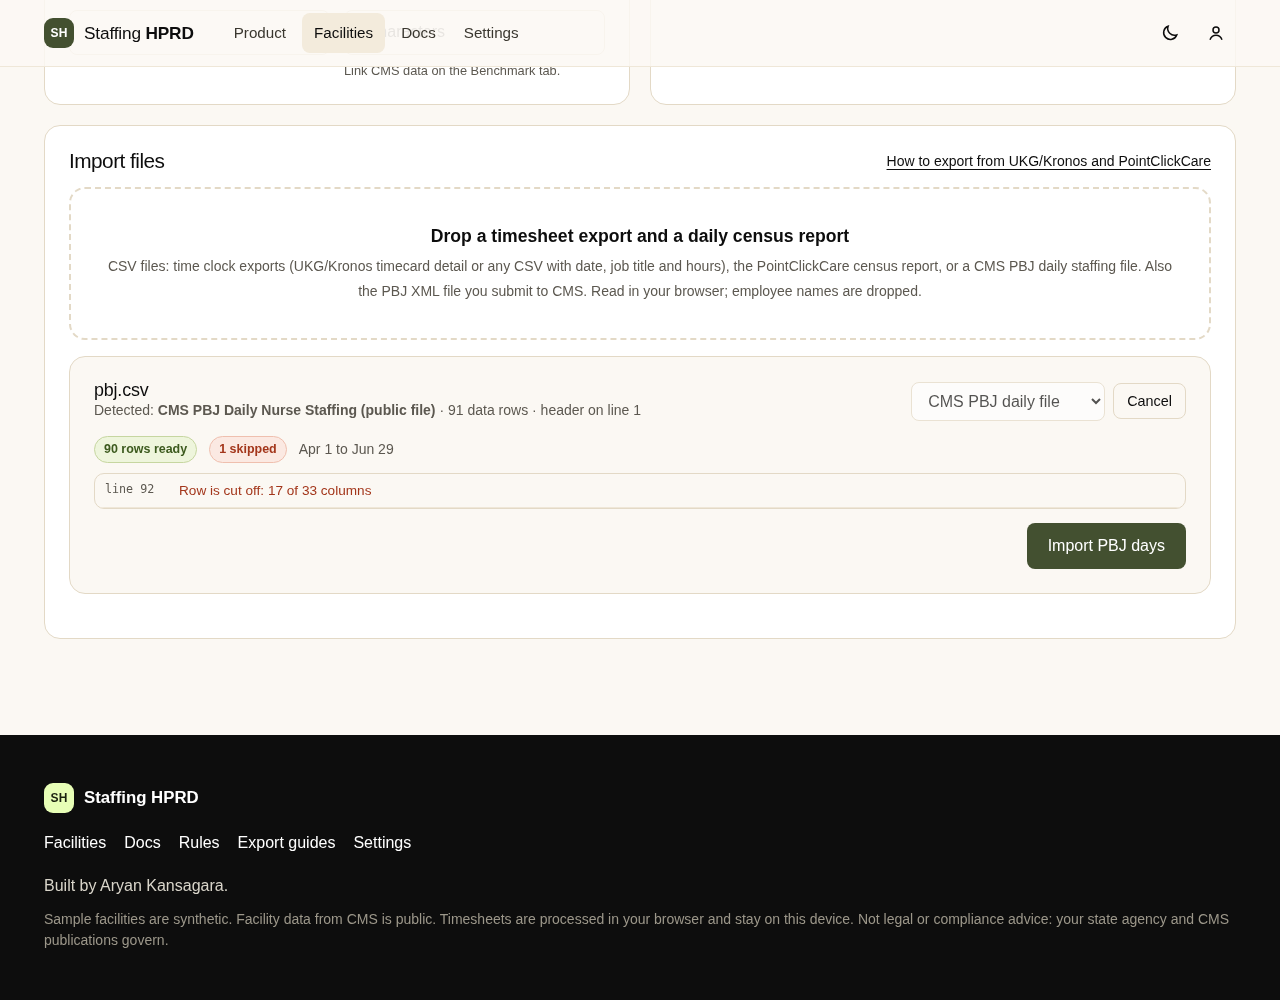 SH
Staffing HPRD
Product
Facilities
Docs
Settings
Link CMS data on the Benchmark tab.
Import files
How to export from UKG/Kronos and PointClickCare
Drop a timesheet export and a daily census report
CSV files: time clock exports (UKG/Kronos timecard detail or any CSV with date, job title and hours), the PointClickCare census report, or a CMS PBJ daily staffing file. Also
the PBJ XML file you submit to CMS. Read in your browser; employee names are dropped.
pbj.csv
Detected: CMS PBJ Daily Nurse Staffing (public file) · 91 data rows · header on line 1
CMS PBJ daily file
Cancel
90 rows ready
1 skipped
Apr 1 to Jun 29
line 92
Row is cut off: 17 of 33 columns
Import PBJ days
SH
Staffing HPRD
Facilities
Docs
Rules
Export guides
Settings
Built by Aryan Kansagara.
Sample facilities are synthetic. Facility data from CMS is public. Timesheets are processed in your browser and stay on this device. Not legal or compliance advice: your state agency and CMS
publications govern.